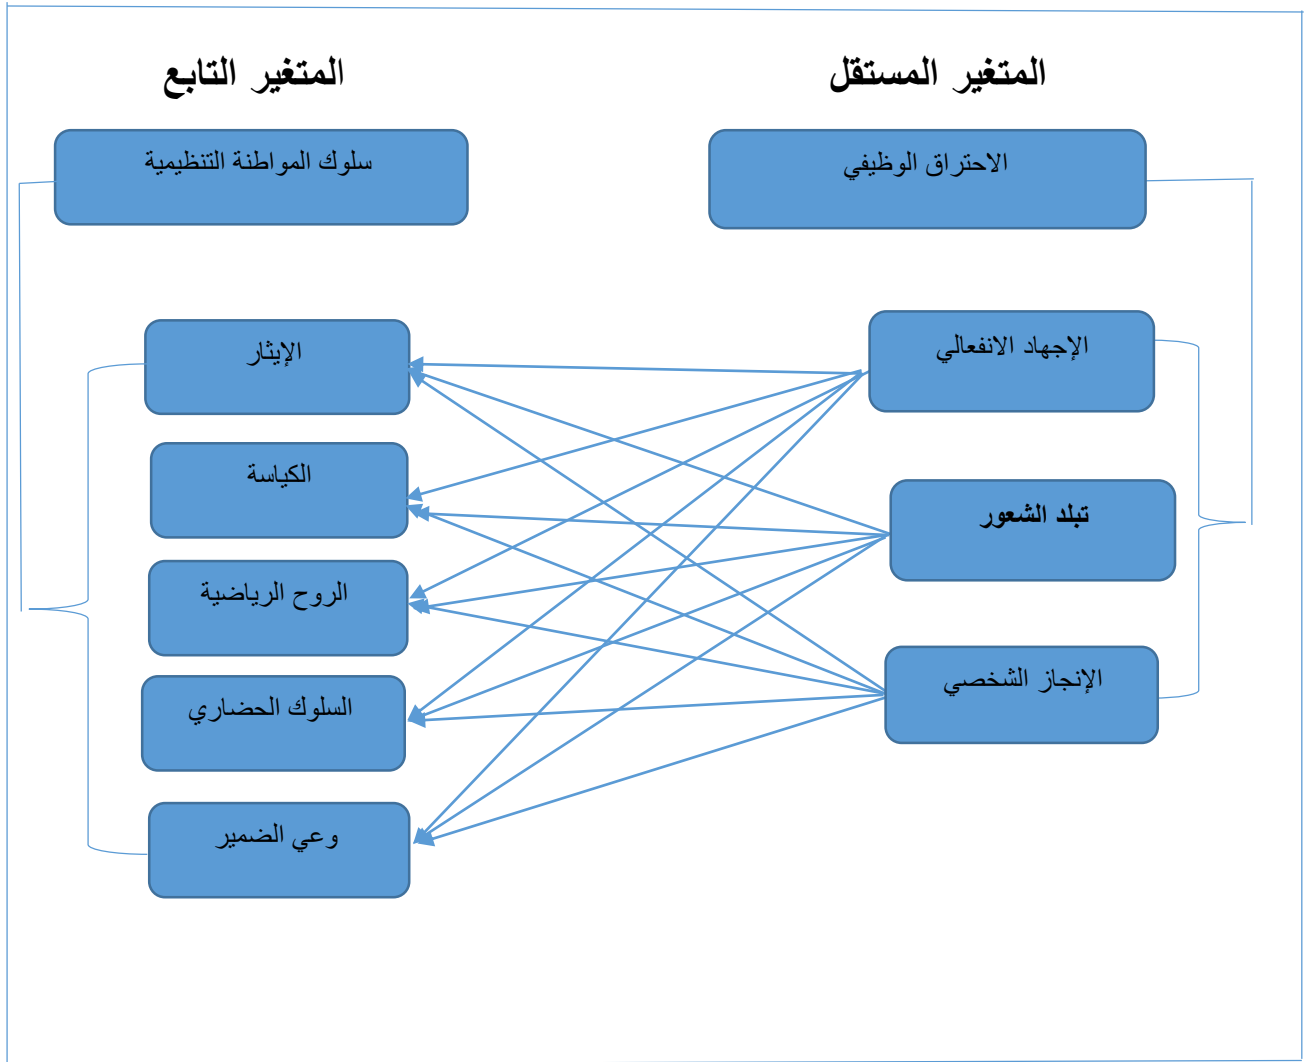 المتغير المستقل
المتغير التابع
الاحتراق الوظيفي
سلوك المواطنة التنظيمية
الإجهاد الانفعالي
تبلد الشعور
الإنجاز الشخصي
الإيثار
الكياسة
الروح الرياضية
السلوك الحضاري
وعي الضمير